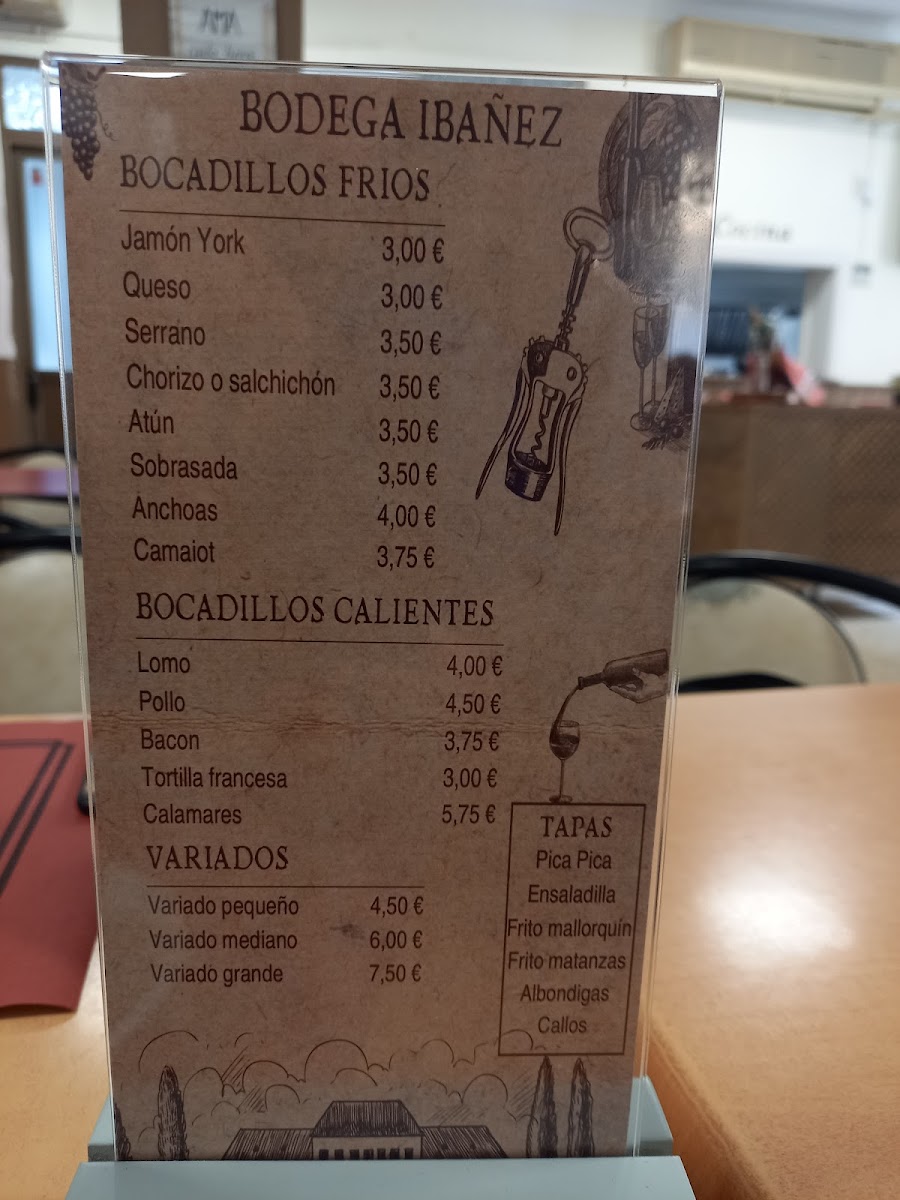 BODEGA IBAÑEZ
BOCADILLOS FRIOS
Jamón York 3,00 €
Queso 3,00 €
Serrano 3,50 €
Chorizo o salchichón 3,50 €
Atún 3,50 €
Sobrasada 3,50 €
Anchoas 4,00 €
Camaiot 3,75 €
BOCADILLOS CALIENTES
Lomo 4,00 €
Pollo 4,50 €
Bacon 3,75 €
Tortilla francesa 3,00 €
Calamares 5,75 €
VARIADOS
Variado pequeño 4,50 €
Variado mediano 6,00 €
Variado grande 7,50 €
TAPAS
Pica Pica
Ensaladilla
Frito mallorquín
Frito matanzas
Albondigas
Callos
Cocina